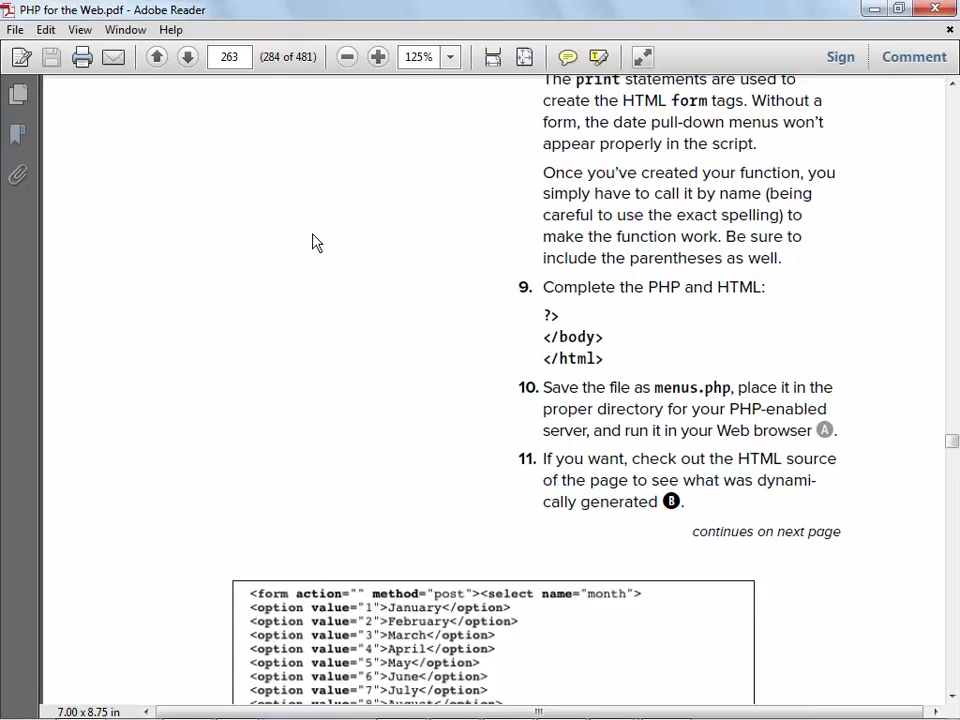 PHP for the Web.pdf - Adobe Reader
File Edit View Window Help
263 (284 of 481) 125% Sign Comment
The print statements are used to
create the HTML form tags. Without a
form, the date pull-down menus won't
appear properly in the script.
Once you've created your function, you
simply have to call it by name (being
careful to use the exact spelling) to
make the function work. Be sure to
include the parentheses as well.
9. Complete the PHP and HTML:
?>
</body>
</html>
10. Save the file as menus.php, place it in the
proper directory for your PHP-enabled
server, and run it in your Web browser A.
11. If you want, check out the HTML source
of the page to see what was dynami-
cally generated B.
continues on next page
<form action="" method="post"><select name="month">
<option value="1">January</option>
<option value="2">February</option>
<option value="3">March</option>
<option value="4">April</option>
<option value="5">May</option>
<option value="6">June</option>
<option value="7">July</option>
<option value="8">August</option>
7.00 x 8.75 in